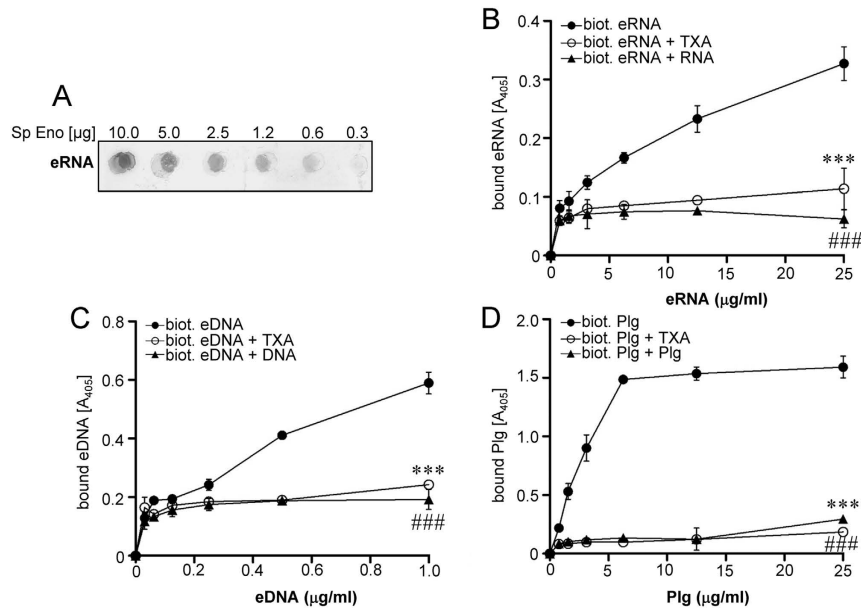 A
Sp Eno [µg]
10.0 5.0 2.5 1.2 0.6 0.3
eRNA
B
biot. eRNA
biot. eRNA + TXA
biot. eRNA + RNA
0.4
0.3
0.2
0.1
0
bound eRNA [A405]
***
###
0 5 10 15 20 25
eRNA (µg/ml)
C
biot. eDNA
biot. eDNA + TXA
biot. eDNA + DNA
0.8
0.6
0.4
0.2
0
bound eDNA [A405]
***
###
0 0.2 0.4 0.6 0.8 1.0
eDNA (µg/ml)
D
biot. Plg
biot. Plg + TXA
biot. Plg + Plg
2.0
1.5
1.0
0.5
0
bound Plg [A405]
***
###
0 5 10 15 20 25
Plg (µg/ml)